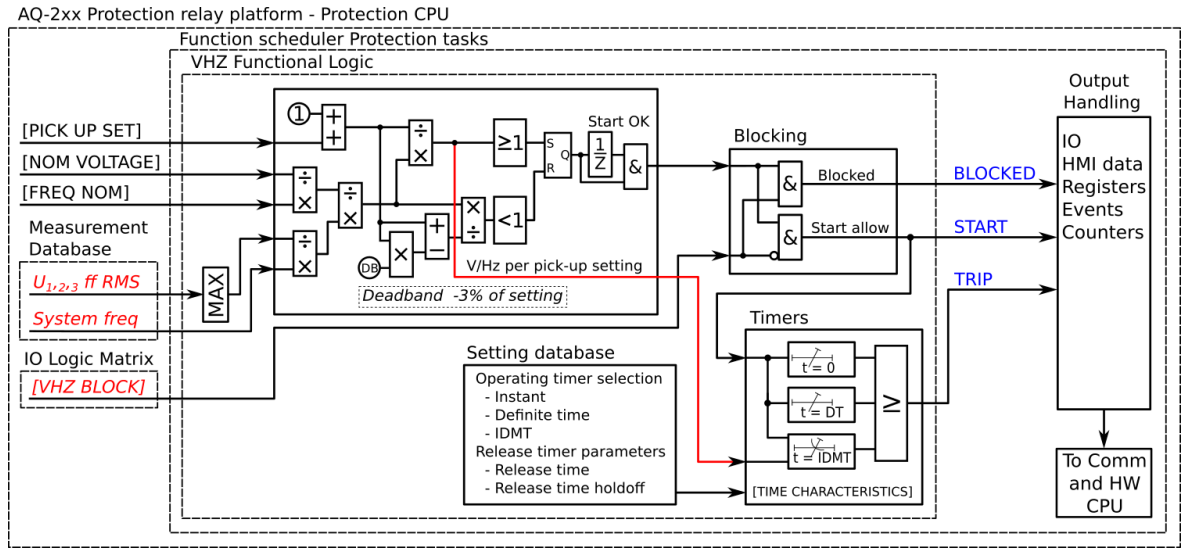 AQ-2xx Protection relay platform - Protection CPU
Function scheduler Protection tasks
VHZ Functional Logic
[PICK UP SET]
[NOM VOLTAGE]
[FREQ NOM]
Measurement
Database
U1,2,3 ff RMS
System freq
IO Logic Matrix
[VHZ BLOCK]
MAX
1
+
+
÷
×
÷
×
÷
×
÷
×
DB
×
+
−
×
÷
≥1
<1
S
R
Q
Start OK
1
Z
&
V/Hz per pick-up setting
Deadband -3% of setting
Blocking
&
Blocked
&
Start allow
BLOCKED
START
TRIP
Setting database
Operating timer selection
- Instant
- Definite time
- IDMT
Release timer parameters
- Release time
- Release time holdoff
Timers
t = 0
t = DT
t = IDMT
≥
[TIME CHARACTERISTICS]
Output
Handling
IO
HMI data
Registers
Events
Counters
To Comm
and HW
CPU